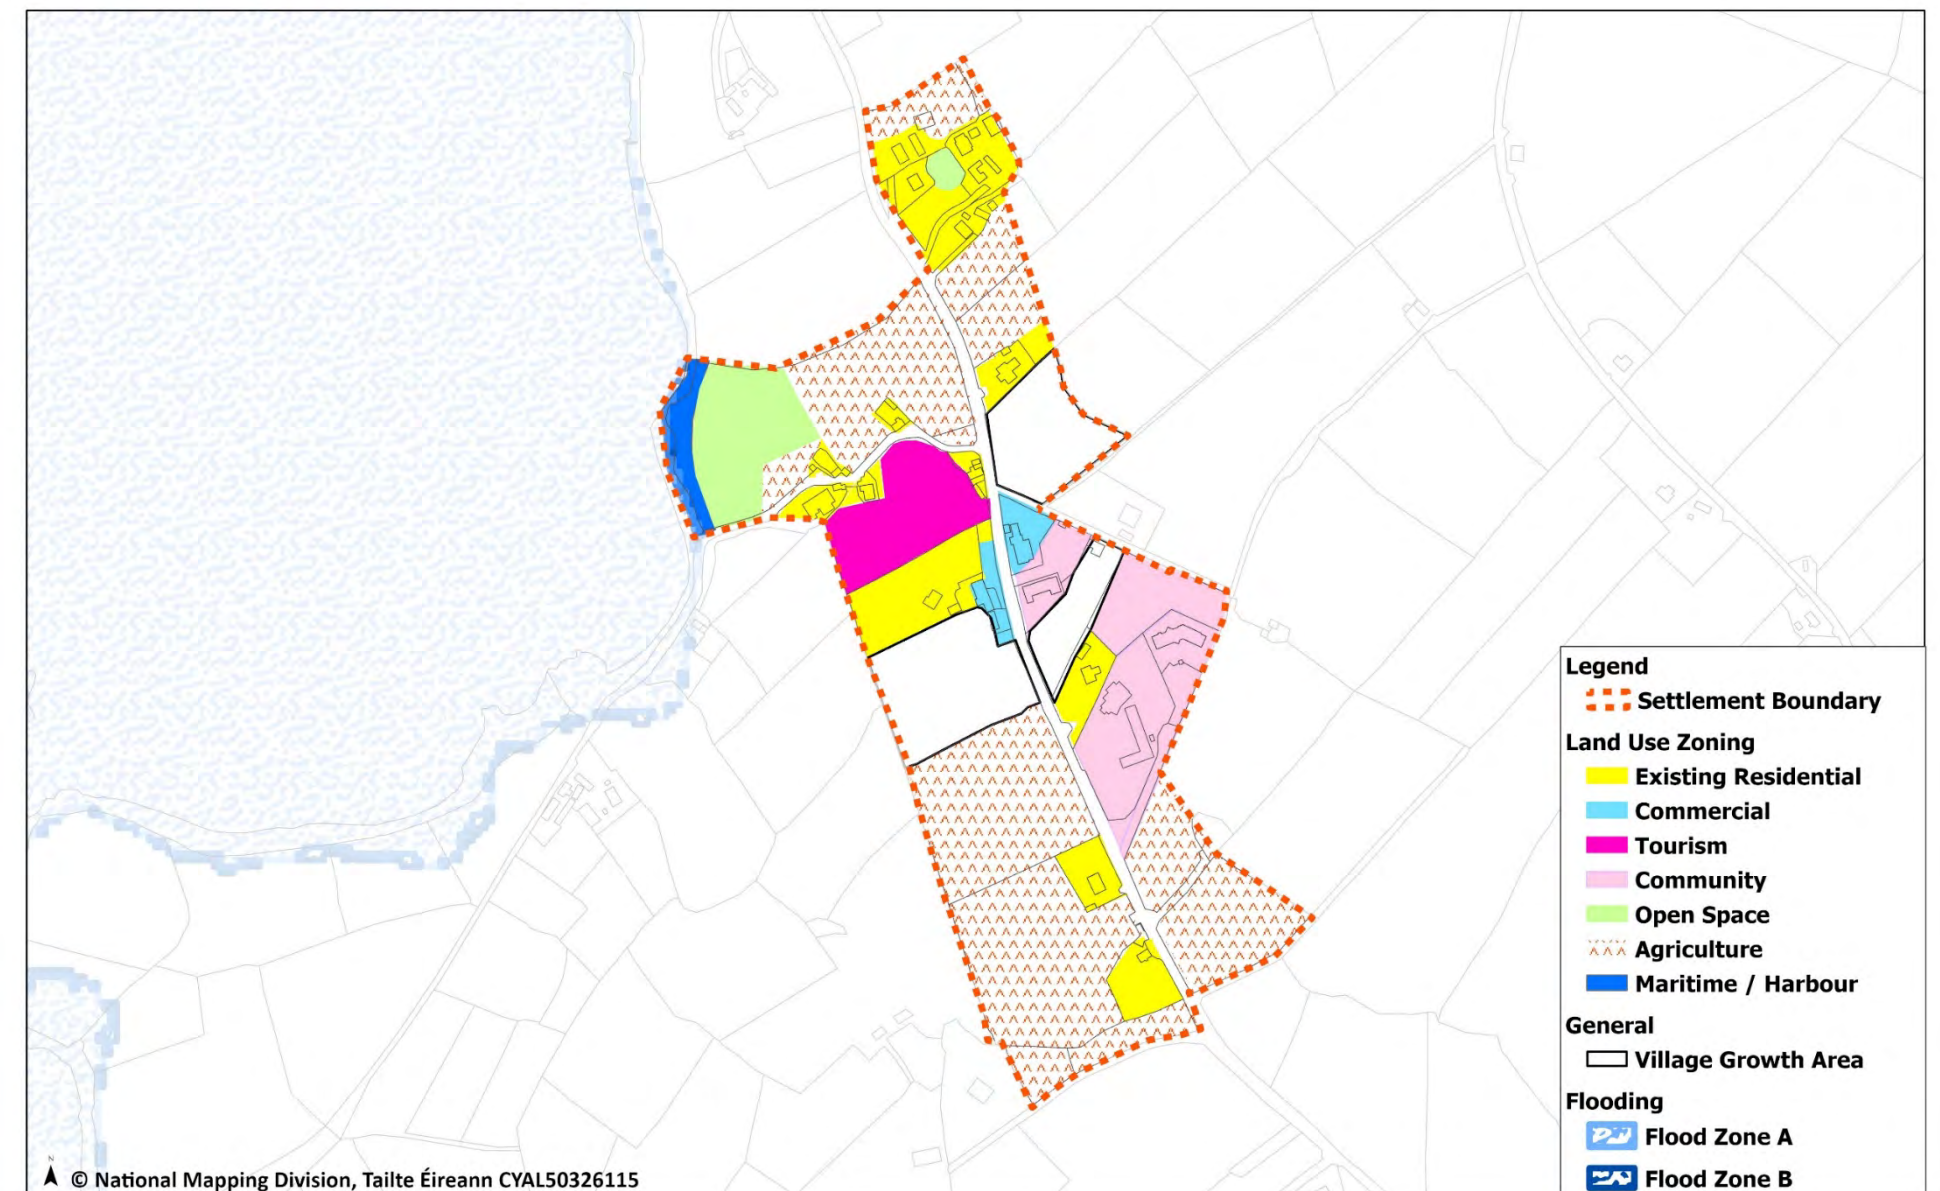 Legend
Settlement Boundary
Land Use Zoning
Existing Residential
Commercial
Tourism
Community
Open Space
Agriculture
Maritime / Harbour
General
Village Growth Area
Flooding
Flood Zone A
Flood Zone B
N
© National Mapping Division, Tailte Éireann CYAL50326115